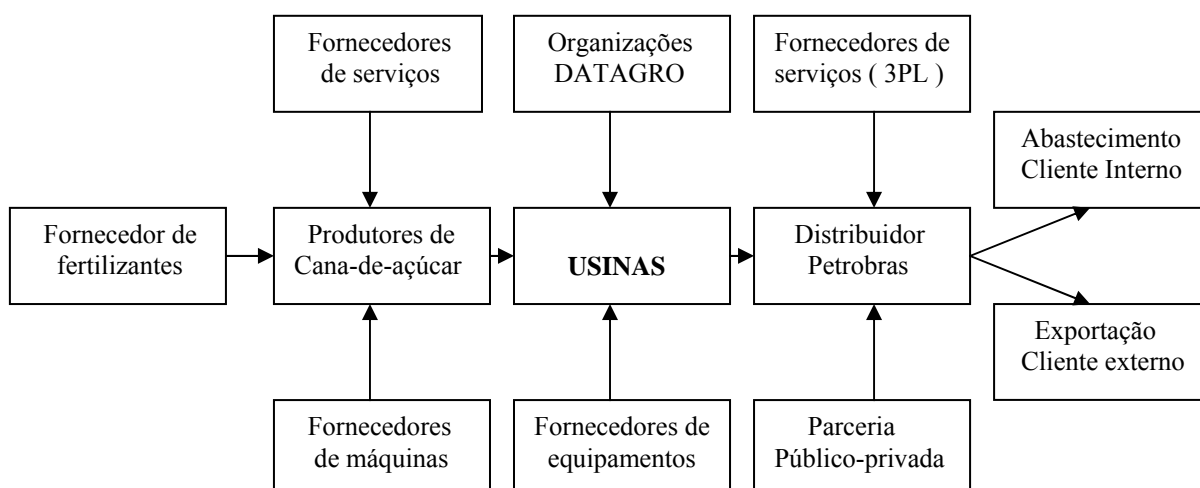 Fornecedores
de serviços
Organizações
DATAGRO
Fornecedores de
serviços ( 3PL )
Abastecimento
Cliente Interno
Fornecedor de
fertilizantes
Produtores de
Cana-de-açúcar
USINAS
Distribuidor
Petrobras
Exportação
Cliente externo
Fornecedores
de máquinas
Fornecedores de
equipamentos
Parceria
Público-privada